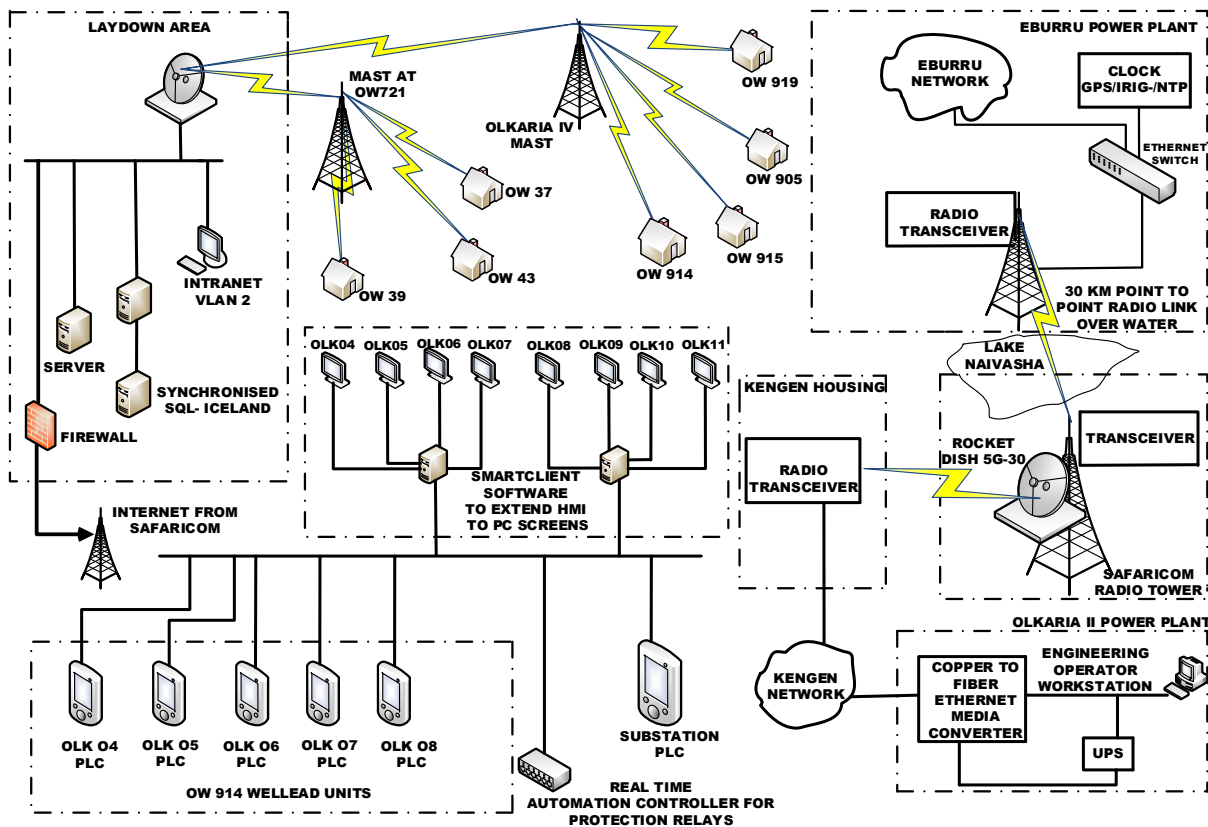 LAYDOWN AREA
MAST AT
OW721
OLKARIA IV
MAST
OW 919
OW 905
OW 915
OW 914
OW 37
OW 43
OW 39
INTRANET
VLAN 2
SERVER
SYNCHRONISED
SQL- ICELAND
FIREWALL
INTERNET FROM
SAFARICOM
EBURRU POWER PLANT
EBURRU
NETWORK
CLOCK
GPS/IRIG-/NTP
ETHERNET
SWITCH
RADIO
TRANSCEIVER
30 KM POINT TO
POINT RADIO LINK
OVER WATER
LAKE
NAIVASHA
OLK04
OLK05
OLK06
OLK07
OLK08
OLK09
OLK10
OLK11
SMARTCLIENT
SOFTWARE
TO EXTEND HMI
TO PC SCREENS
KENGEN HOUSING
RADIO
TRANSCEIVER
ROCKET
DISH 5G-30
TRANSCEIVER
SAFARICOM
RADIO TOWER
OLK O4
PLC
OLK O5
PLC
OLK O6
PLC
OLK O7
PLC
OLK O8
PLC
OW 914 WELLEAD UNITS
SUBSTATION
PLC
REAL TIME
AUTOMATION CONTROLLER FOR
PROTECTION RELAYS
KENGEN
NETWORK
OLKARIA II POWER PLANT
COPPER TO
FIBER
ETHERNET
MEDIA
CONVERTER
ENGINEERING
OPERATOR
WORKSTATION
UPS